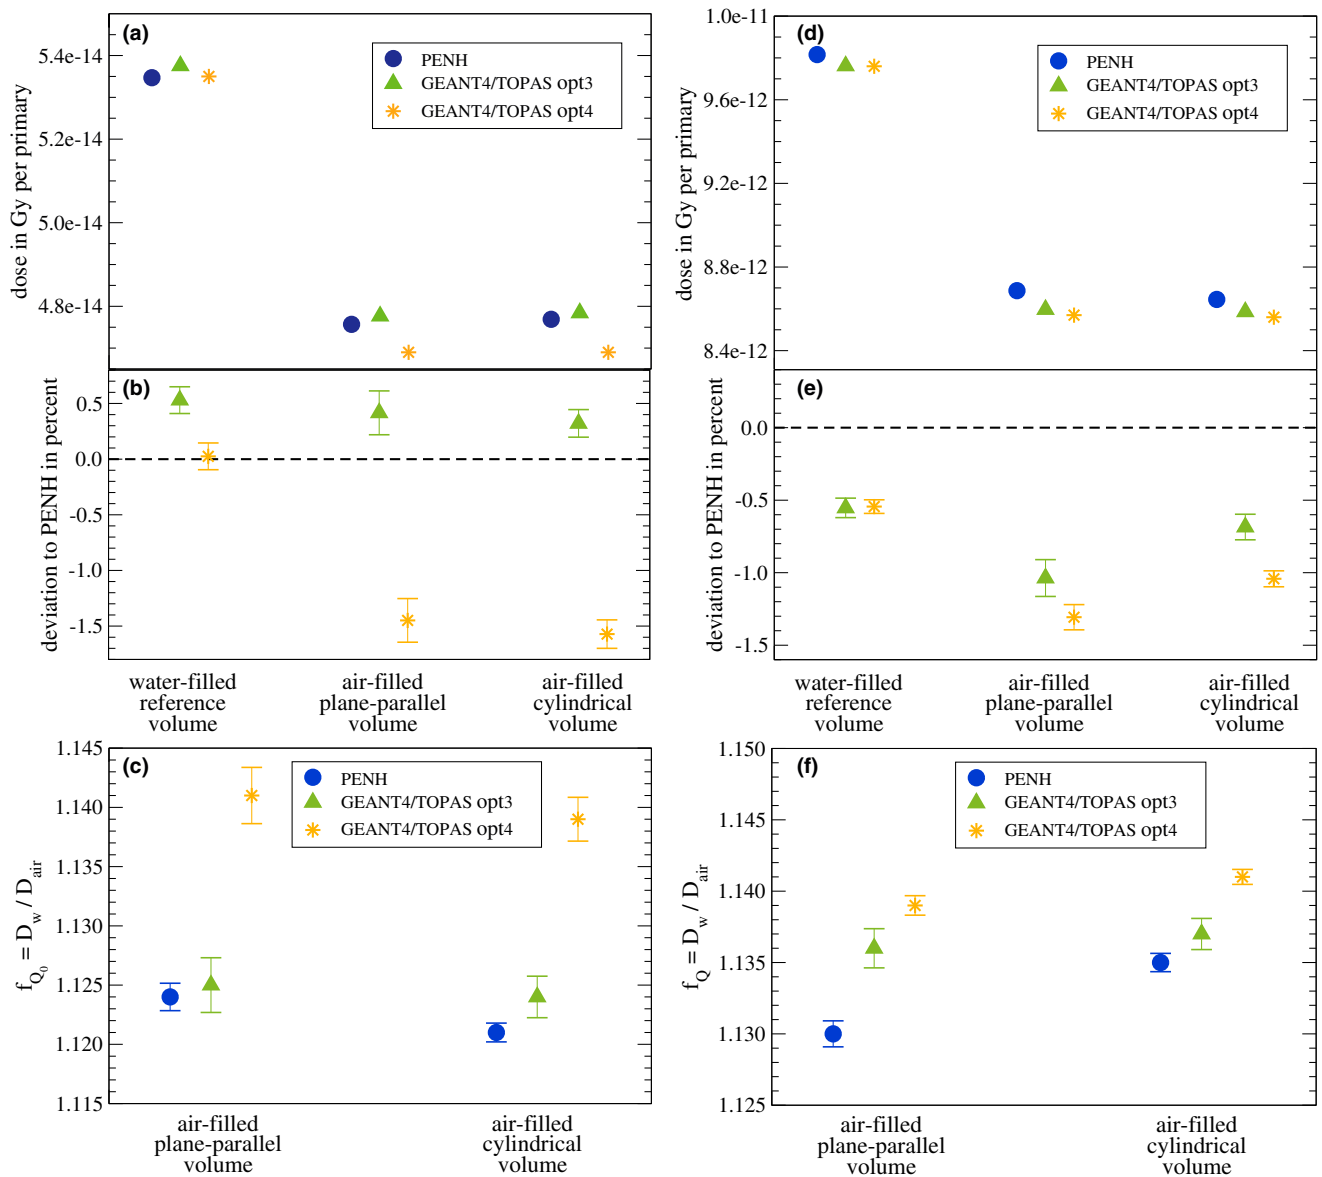 (a)
PENH
GEANT4/TOPAS opt3
GEANT4/TOPAS opt4
dose in Gy per primary
5.4e-14
5.2e-14
5.0e-14
4.8e-14
(b)
deviation to PENH in percent
0.5
0.0
-0.5
-1.0
-1.5
water-filled
reference
volume
air-filled
plane-parallel
volume
air-filled
cylindrical
volume
(c)
PENH
GEANT4/TOPAS opt3
GEANT4/TOPAS opt4
f_Q0 = D_w / D_air
1.145
1.140
1.135
1.130
1.125
1.120
1.115
air-filled
plane-parallel
volume
air-filled
cylindrical
volume
(d)
PENH
GEANT4/TOPAS opt3
GEANT4/TOPAS opt4
dose in Gy per primary
1.0e-11
9.6e-12
9.2e-12
8.8e-12
8.4e-12
(e)
deviation to PENH in percent
0.0
-0.5
-1.0
-1.5
water-filled
reference
volume
air-filled
plane-parallel
volume
air-filled
cylindrical
volume
(f)
PENH
GEANT4/TOPAS opt3
GEANT4/TOPAS opt4
f_Q = D_w / D_air
1.150
1.145
1.140
1.135
1.130
1.125
air-filled
plane-parallel
volume
air-filled
cylindrical
volume